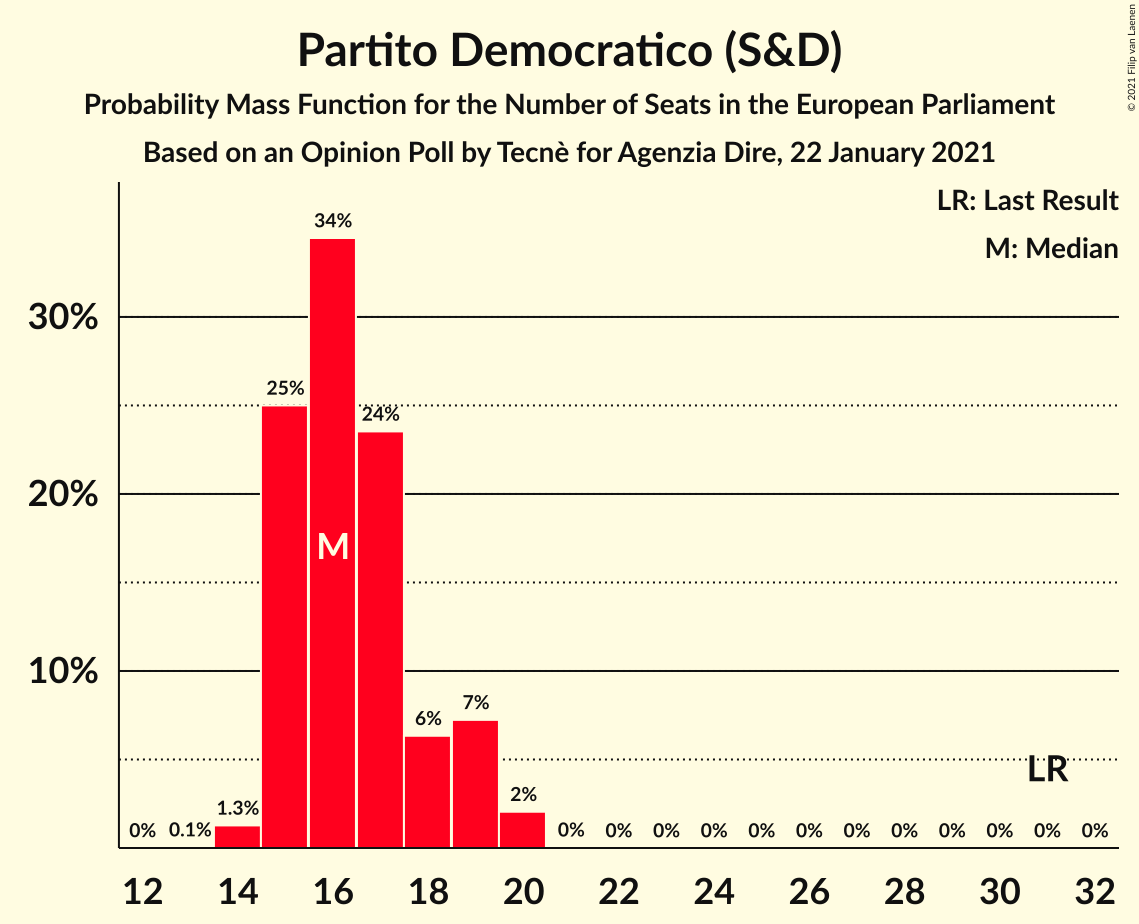 Partito Democratico (S&D)
Probability Mass Function for the Number of Seats in the European Parliament
Based on an Opinion Poll by Tecnè for Agenzia Dire, 22 January 2021
© 2021 Filip van Laenen
LR: Last Result
M: Median
34%
30%
25%
24%
20%
M
10%
7%
6%
LR
2%
1.3%
0% 0.1% 0% 0% 0% 0% 0% 0% 0% 0% 0% 0% 0% 0%
12 14 16 18 20 22 24 26 28 30 32